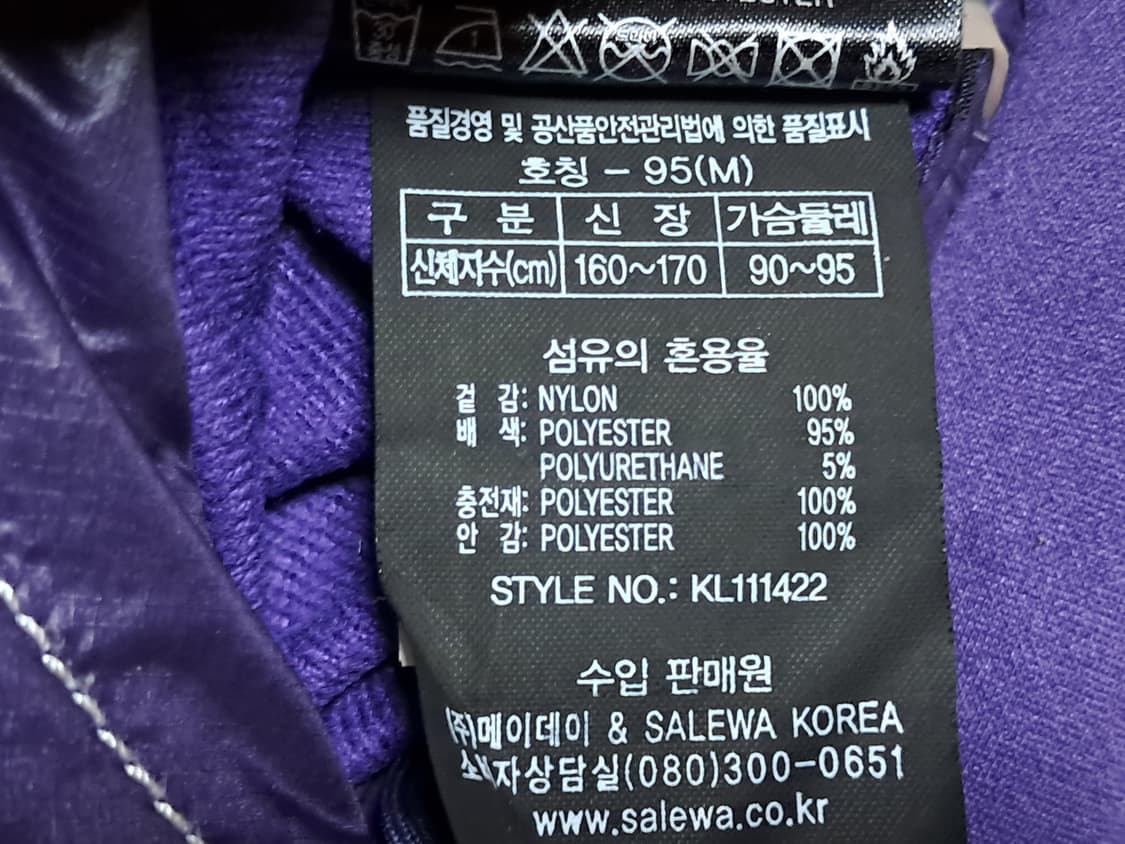 품질경영 및 공산품안전관리법에 의한 품질표시
호칭 - 95(M)
구 분 신 장 가슴둘레
신체지수(cm) 160~170 90~95
섬유의 혼용율
겉 감: NYLON 100%
배 색: POLYESTER 95%
POLYURETHANE 5%
충전재: POLYESTER 100%
안 감: POLYESTER 100%
STYLE NO.: KL111422
수입 판매원
(주)메이데이 & SALEWA KOREA
소비자상담실(080)300-0651
www.salewa.co.kr